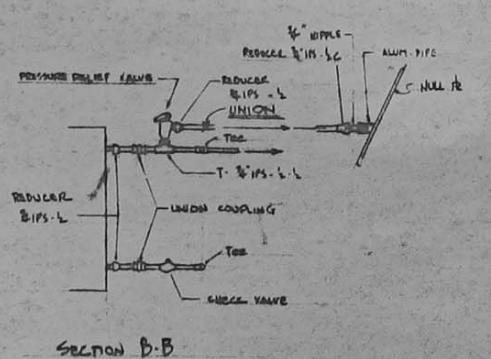 ¾" NIPPLE
REDUCER ¾" IPS - ½
ALUM. PIPE
PRESSURE RELIEF VALVE
REDUCER
¾ IPS - ½
UNION
TEE
T- ¾" IPS - ½ - ½
REDUCER
¾ IPS - ½
UNION COUPLING
TEE
CHECK VALVE
SECTION B-B